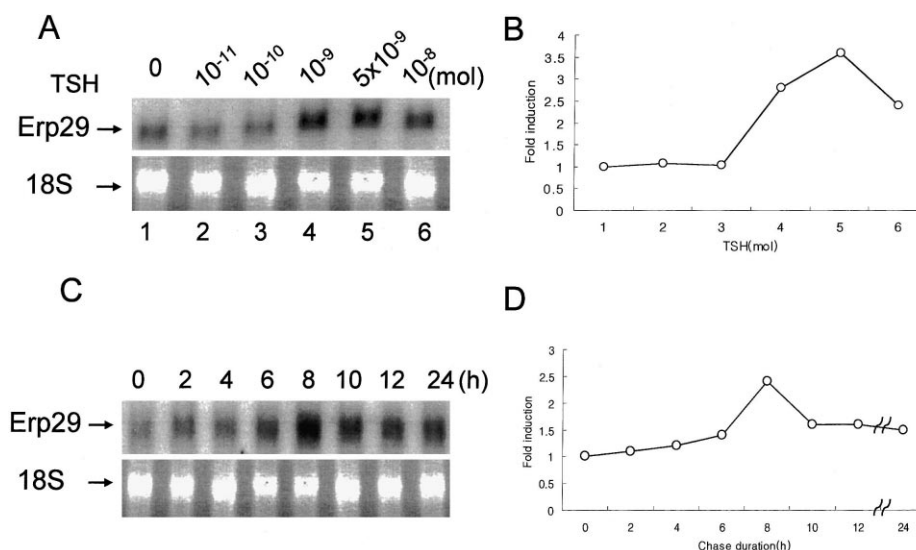 A
TSH 0 10⁻¹¹ 10⁻¹⁰ 10⁻⁹ 5x10⁻⁹ 10⁻⁸ (mol)
Erp29
18S
1 2 3 4 5 6
B
4
3.5
3
2.5
2
1.5
1
0.5
0
Fold induction
1 2 3 4 5 6
TSH(mol)
C
0 2 4 6 8 10 12 24 (h)
Erp29
18S
D
3
2.5
2
1.5
1
0.5
0
Fold induction
0 2 4 6 8 10 12 24
Chase duration(h)